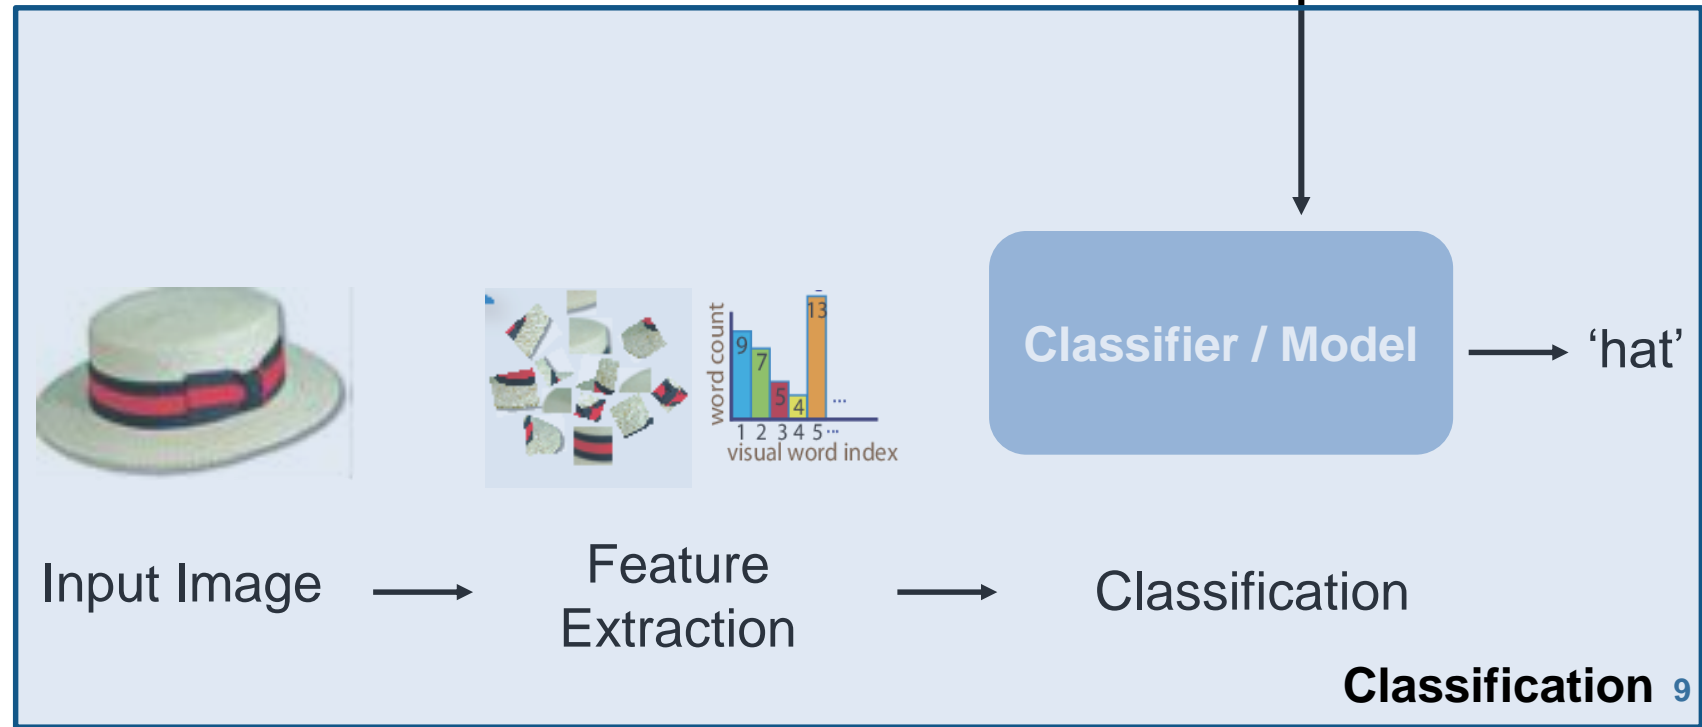 word count
13
9
7
5
4
...
1 2 3 4 5 ...
visual word index
Classifier / Model
‘hat’
Input Image
Feature
Extraction
Classification
Classification 9